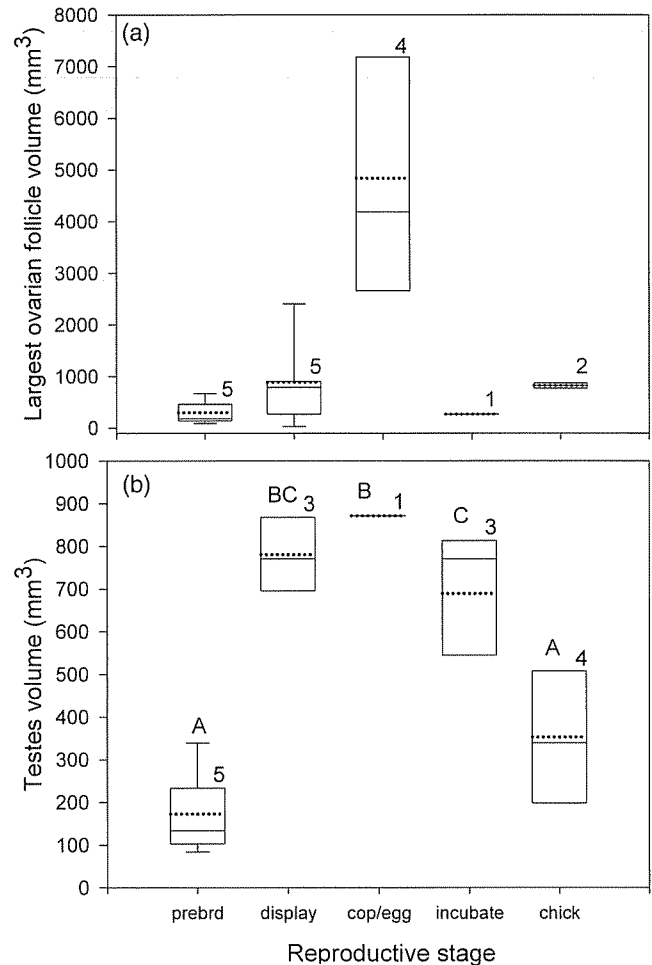 (a)
Largest ovarian follicle volume (mm³)
8000
7000
6000
5000
4000
3000
2000
1000
0
5
5
4
1
2
(b)
Testes volume (mm³)
1000
900
800
700
600
500
400
300
200
100
0
A
5
BC 3
B
1
C 3
A 4
prebrd display cop/egg incubate chick
Reproductive stage